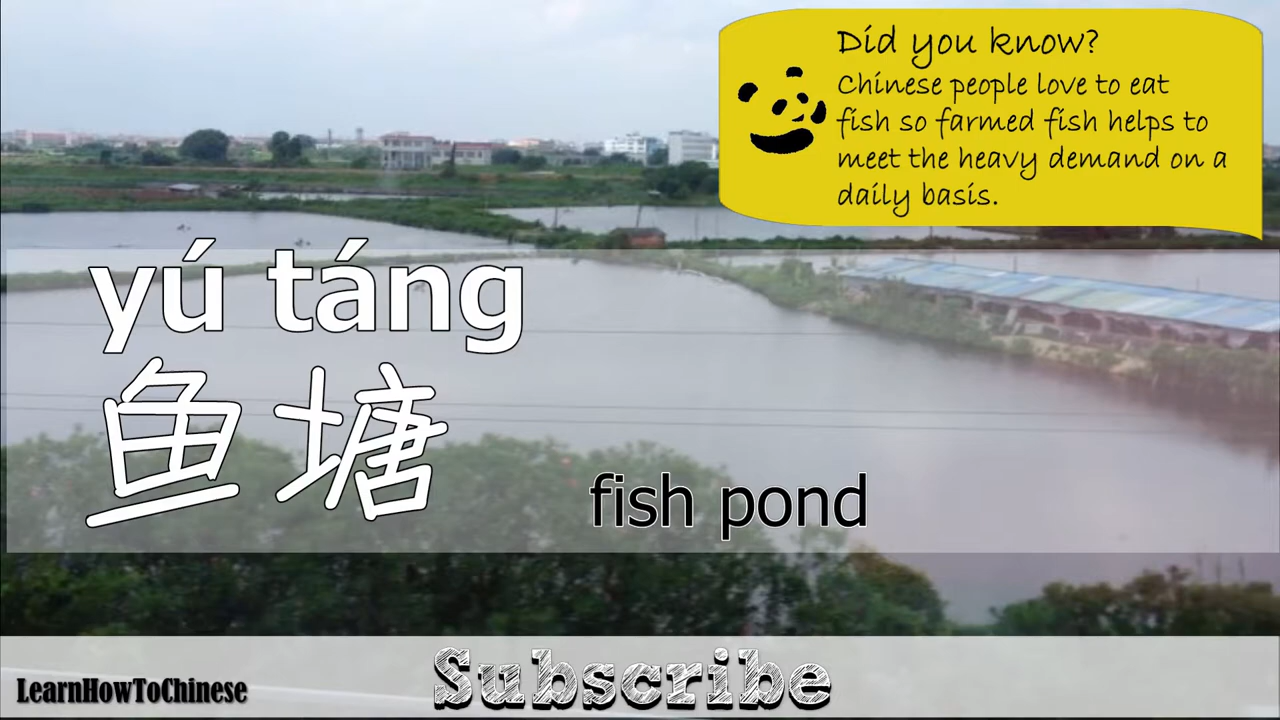 Did you know?
Chinese people love to eat
fish so farmed fish helps to
meet the heavy demand on a
daily basis.
yú táng
鱼塘
fish pond
Subscribe
LearnHowToChinese